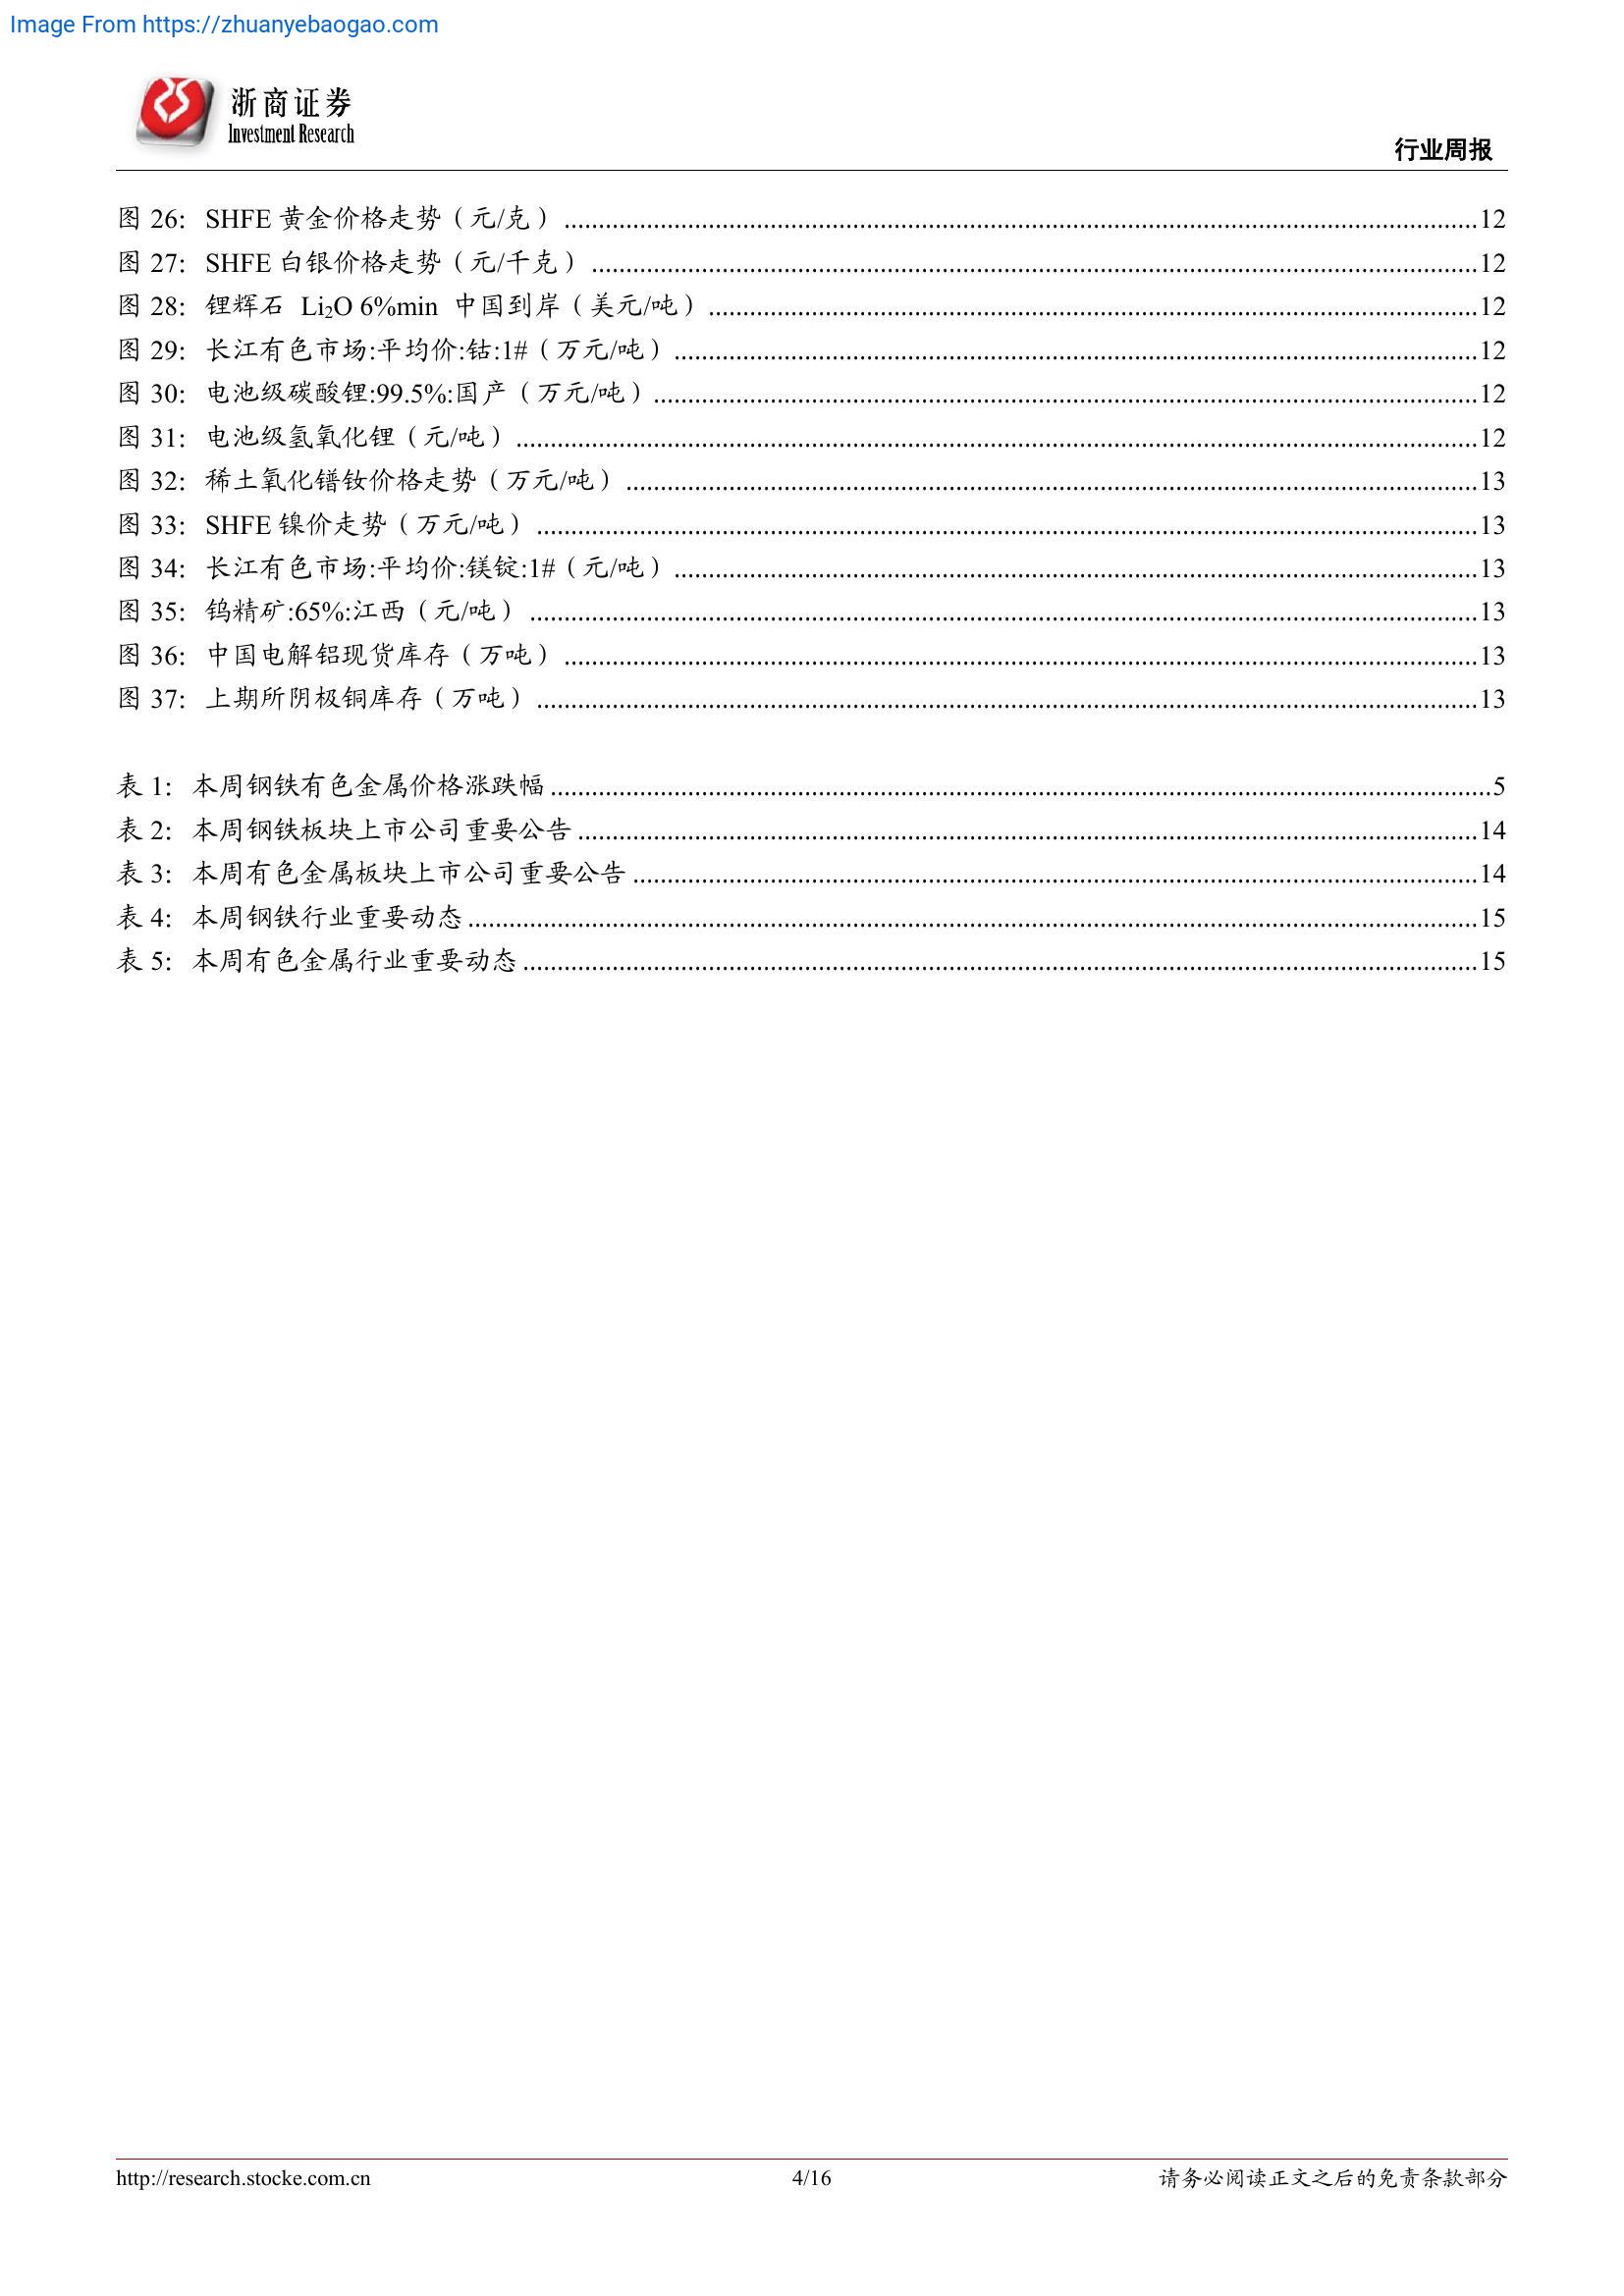 Image From https://zhuanyebaogao.com
浙商证券
Investment Research
行业周报
图 26: SHFE 黄金价格走势（元/克）..........12
图 27: SHFE 白银价格走势（元/千克）..........12
图 28: 锂辉石 Li₂O 6%min 中国到岸（美元/吨）..........12
图 29: 长江有色市场:平均价:钴:1#（万元/吨）..........12
图 30: 电池级碳酸锂:99.5%:国产（万元/吨）..........12
图 31: 电池级氢氧化锂（元/吨）..........12
图 32: 稀土氧化镨钕价格走势（万元/吨）..........13
图 33: SHFE 镍价走势（万元/吨）..........13
图 34: 长江有色市场:平均价:镁锭:1#（元/吨）..........13
图 35: 钨精矿:65%:江西（元/吨）..........13
图 36: 中国电解铝现货库存（万吨）..........13
图 37: 上期所阴极铜库存（万吨）..........13
表 1: 本周钢铁有色金属价格涨跌幅..........5
表 2: 本周钢铁板块上市公司重要公告..........14
表 3: 本周有色金属板块上市公司重要公告..........14
表 4: 本周钢铁行业重要动态..........15
表 5: 本周有色金属行业重要动态..........15
http://research.stocke.com.cn
4/16
请务必阅读正文之后的免责条款部分